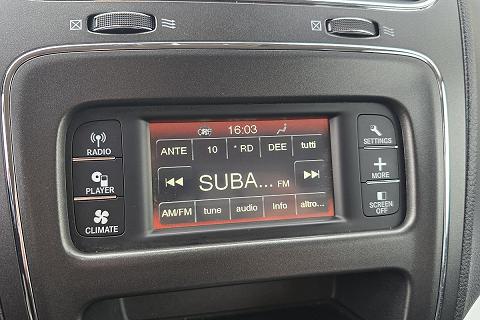 16:03
ANTE 10 * RD DEE tutti
SUBA... FM
AM/FM tune audio info altro...
RADIO
PLAYER
CLIMATE
SETTINGS
MORE
SCREEN
OFF